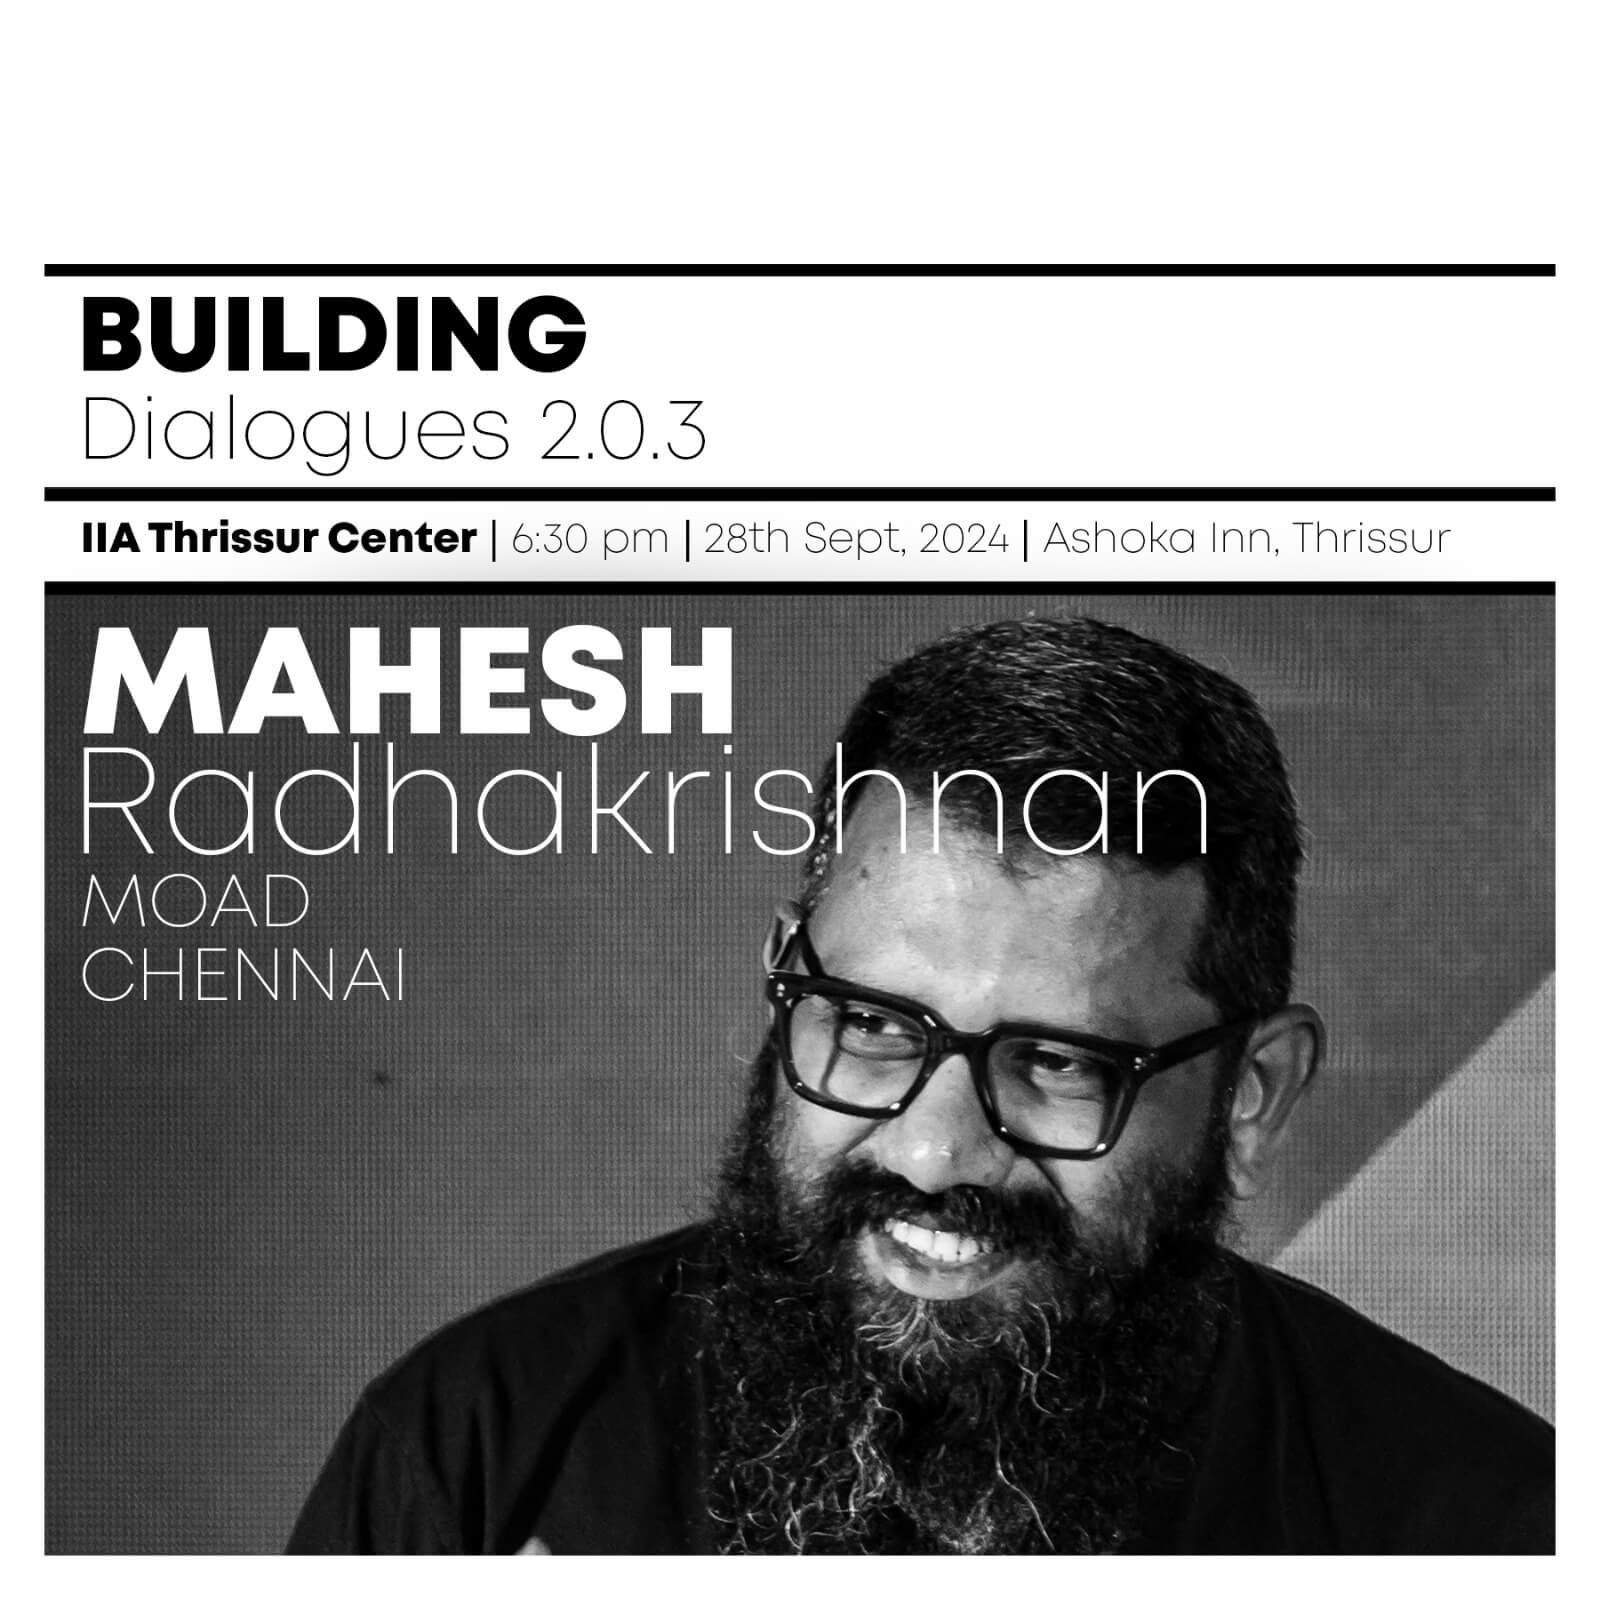 BUILDING
Dialogues 2.0.3
IIA Thrissur Center | 6:30 pm | 28th Sept, 2024 | Ashoka Inn, Thrissur
MAHESH
Radhakrishnan
MOAD
CHENNAI